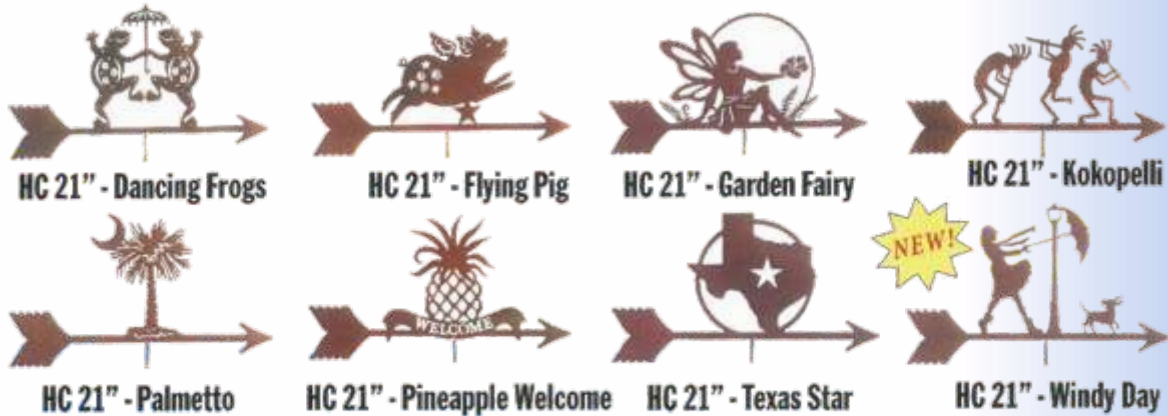 HC 21” - Dancing Frogs
HC 21” - Flying Pig
HC 21” - Garden Fairy
HC 21” - Kokopelli
NEW!
WELCOME
HC 21” - Palmetto
HC 21” - Pineapple Welcome
HC 21” - Texas Star
HC 21” - Windy Day